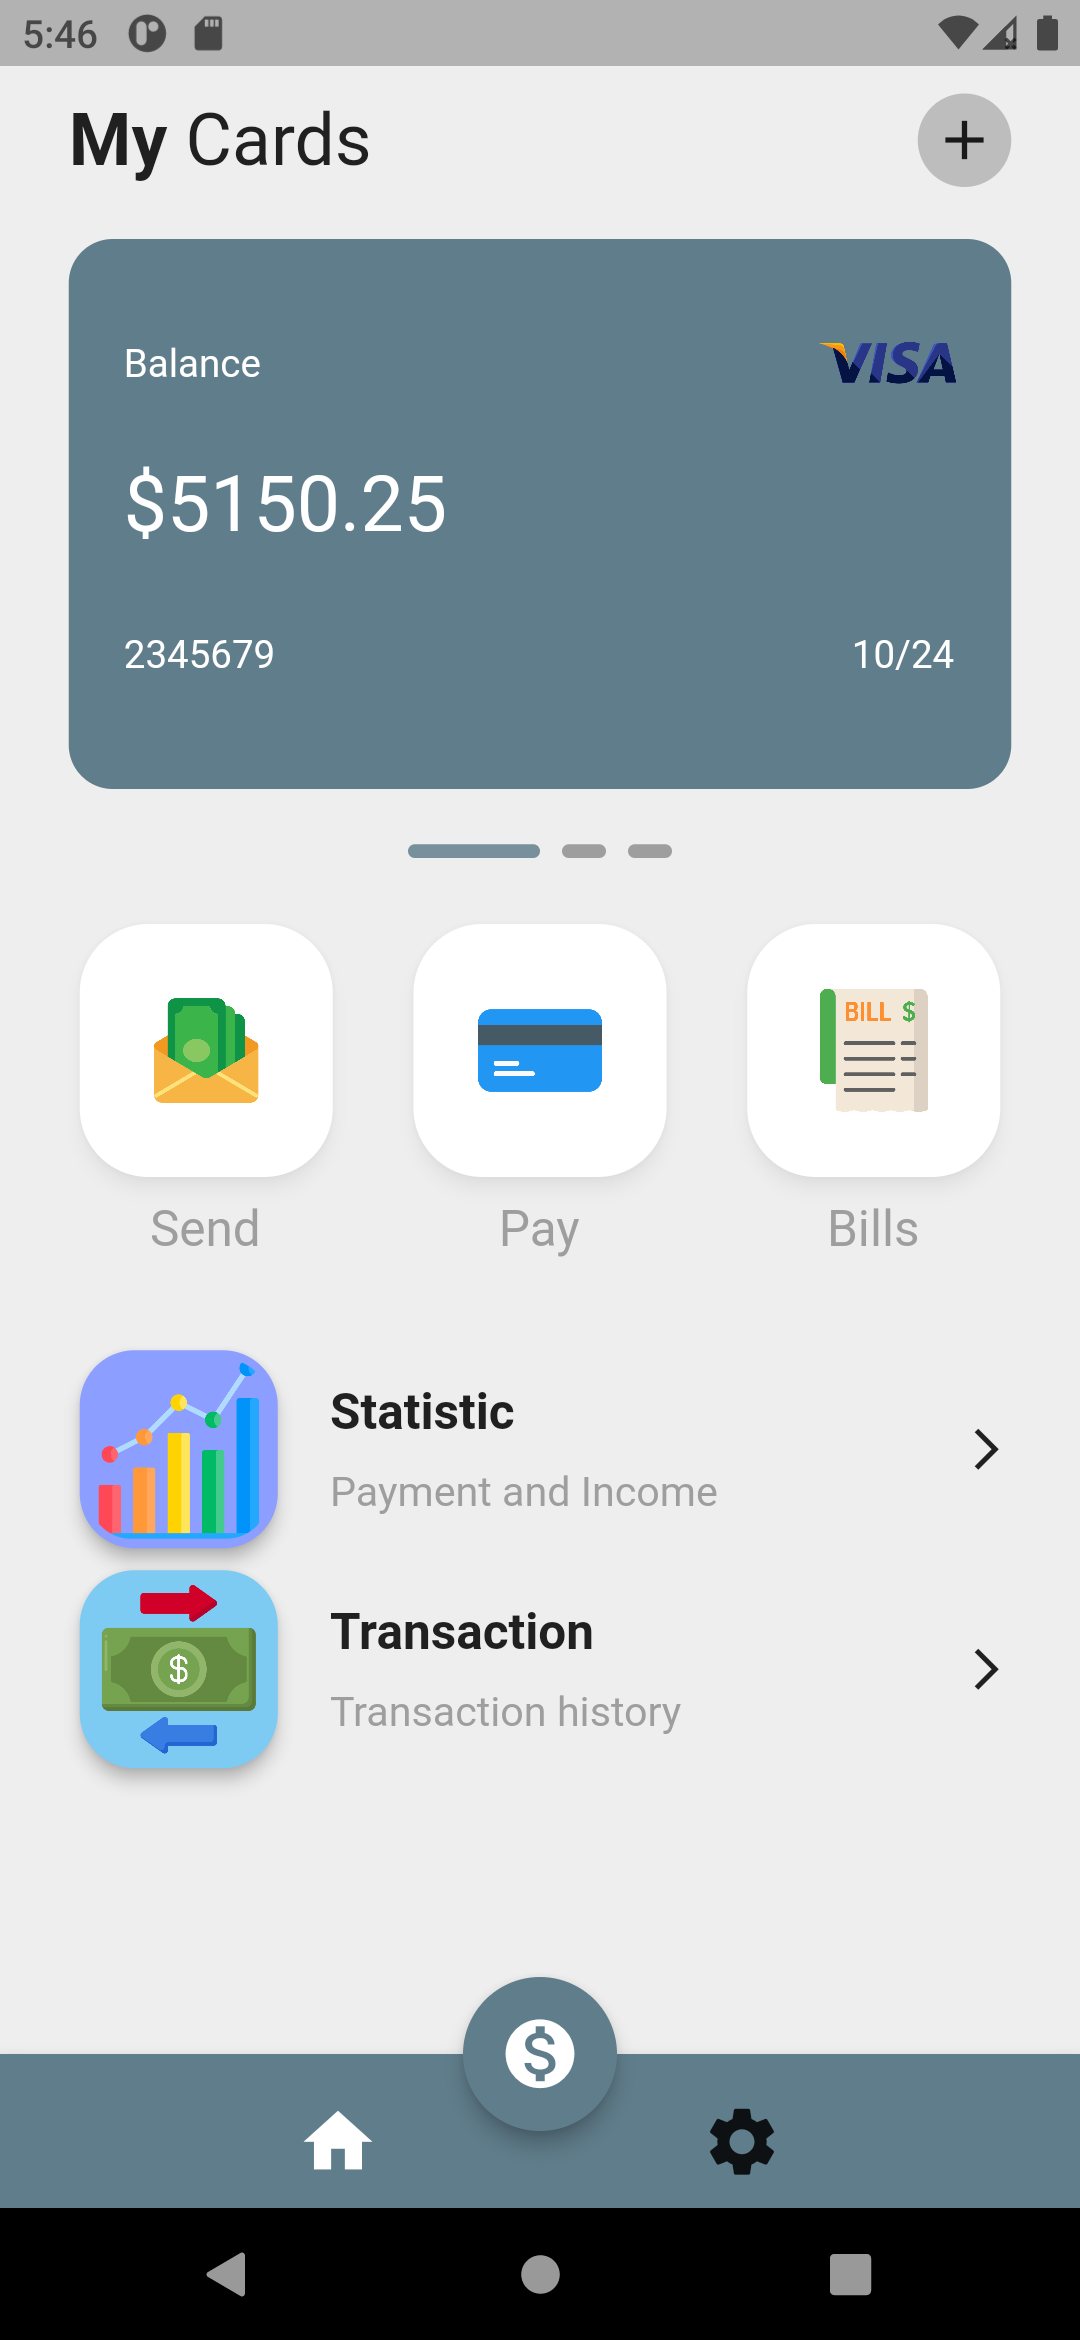 5:46
My Cards
Balance
VISA
$5150.25
2345679 10/24
BILL $
Send Pay Bills
Statistic
Payment and Income
$
Transaction
Transaction history
$